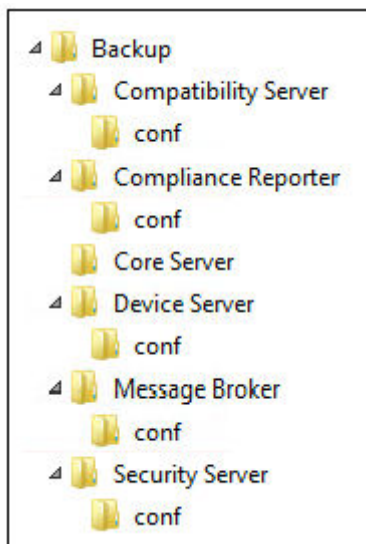 Backup
Compatibility Server
conf
Compliance Reporter
conf
Core Server
Device Server
conf
Message Broker
conf
Security Server
conf